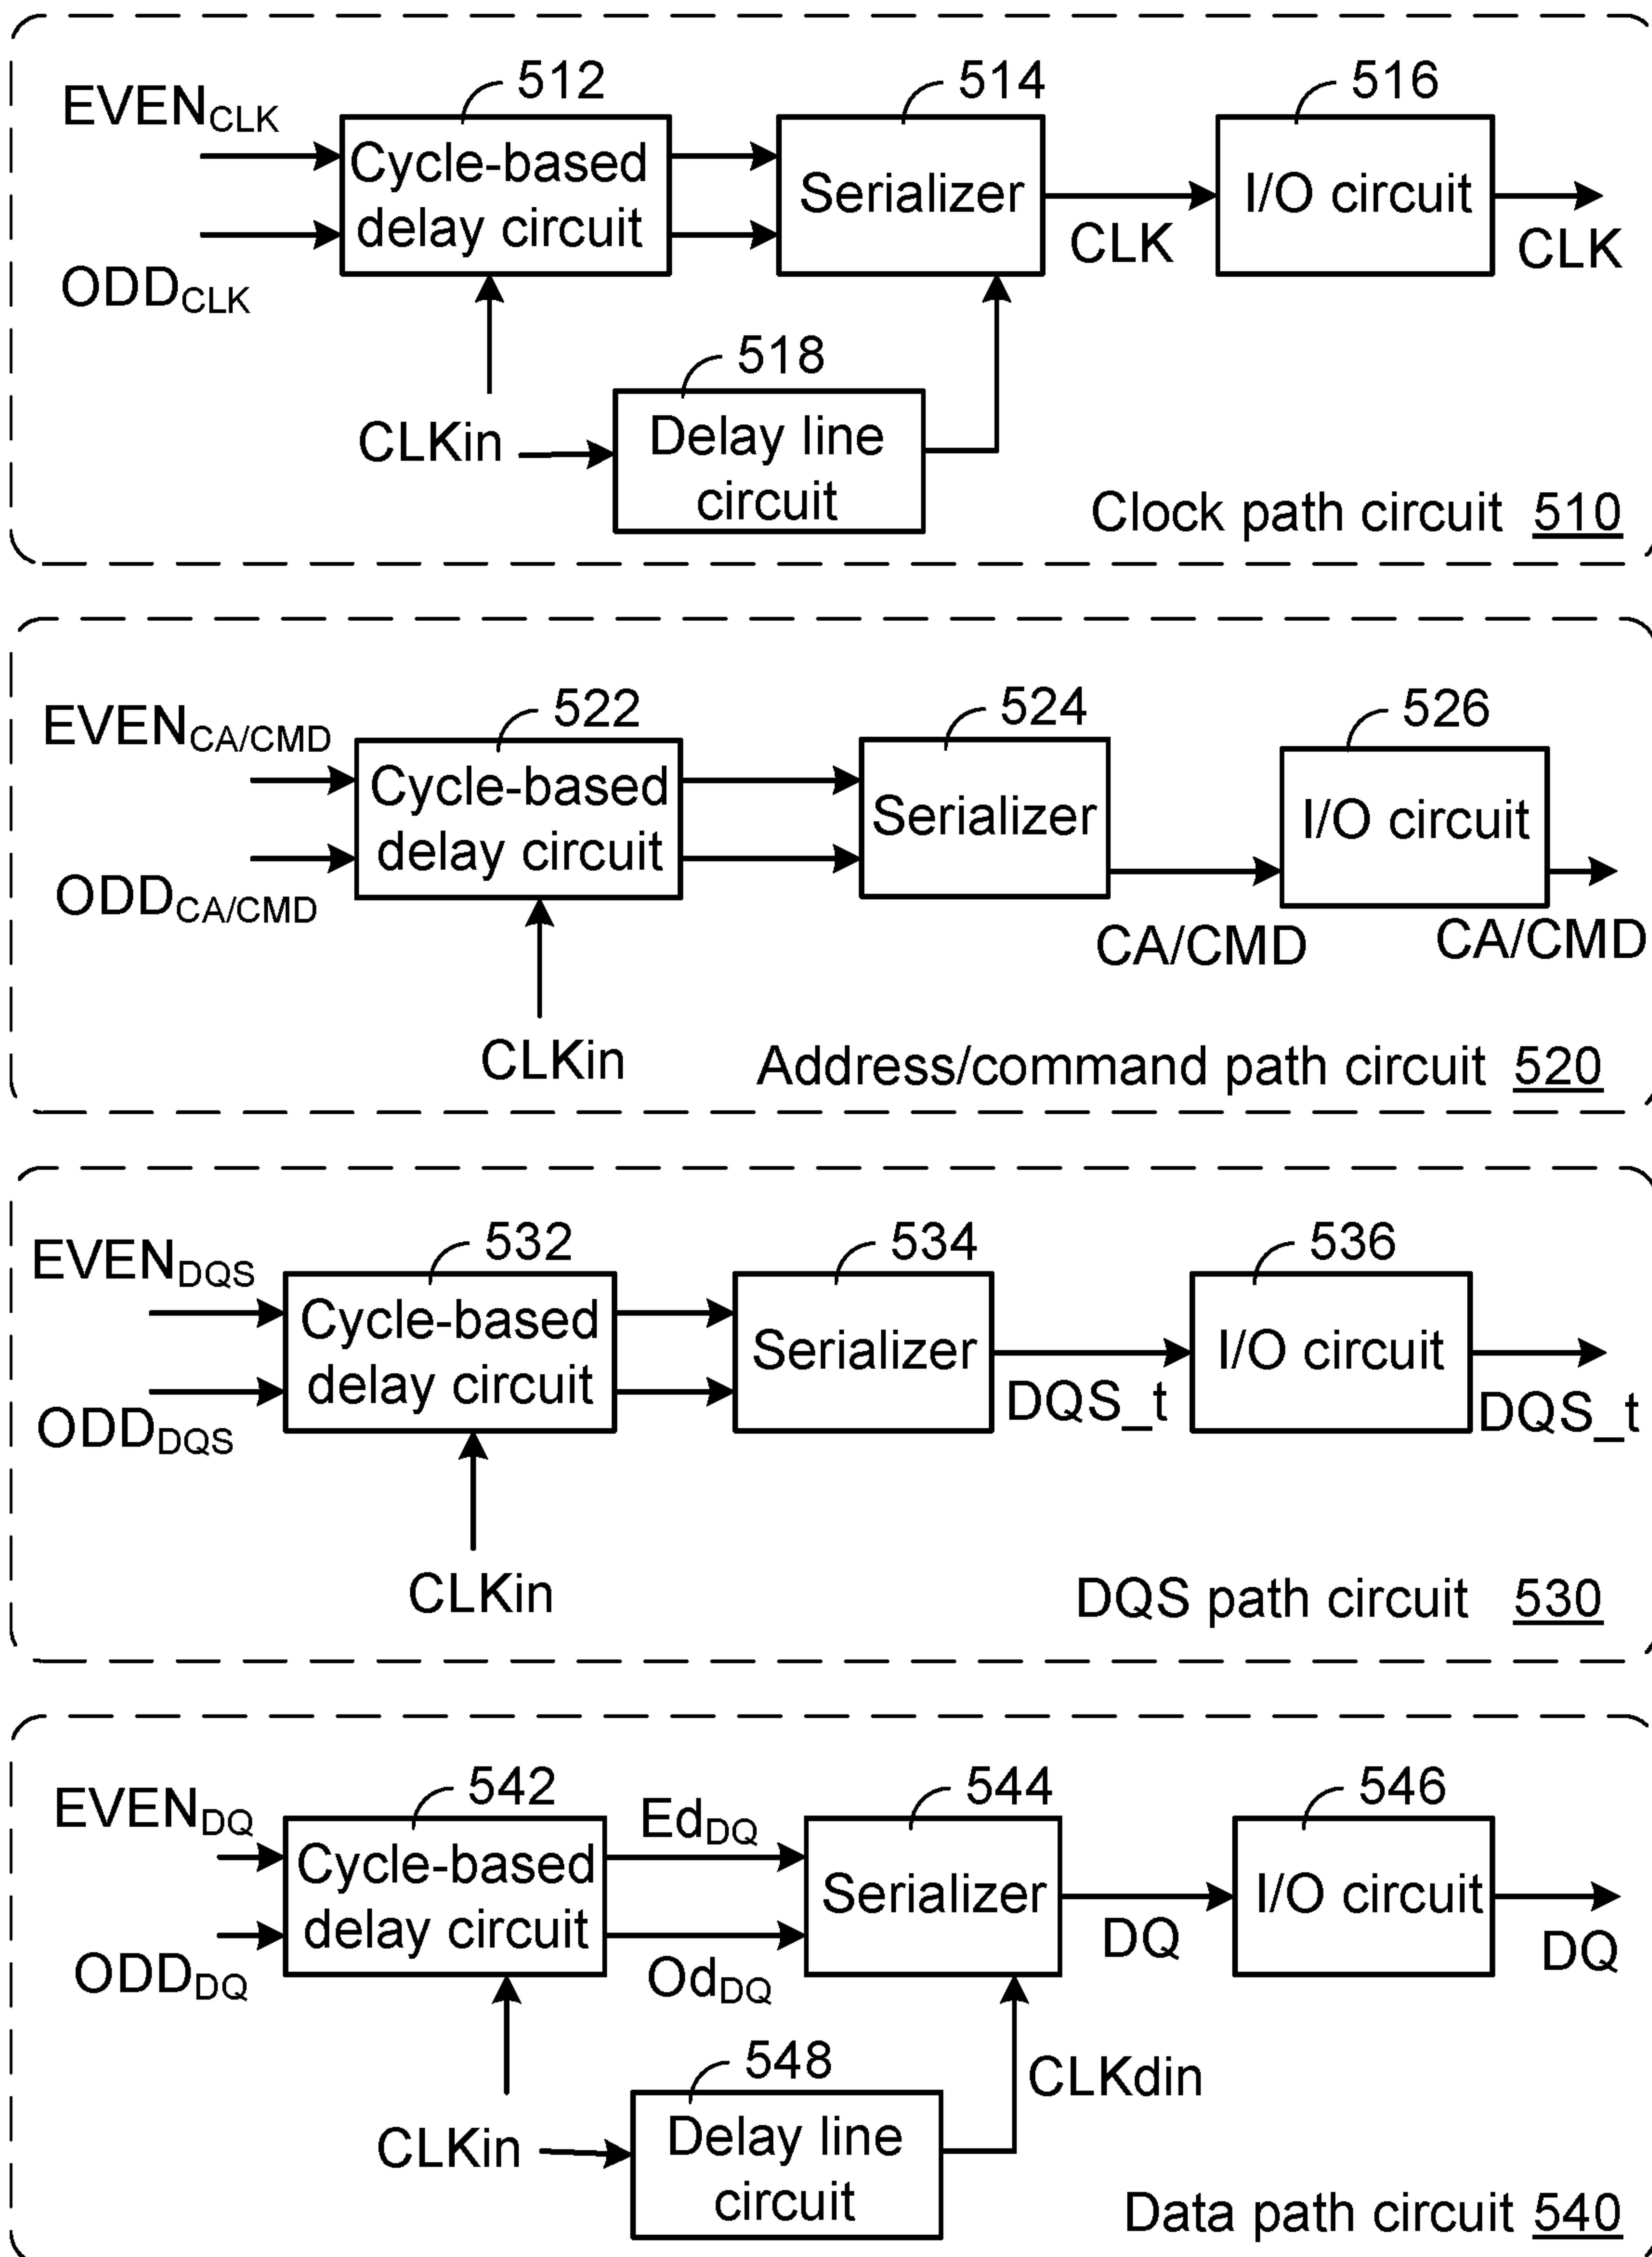 512
514
516
EVENCLK
Cycle-based
delay circuit
Serializer
I/O circuit
CLK
CLK
ODDCLK
518
CLKin
Delay line
circuit
Clock path circuit 510
522
524
526
EVENCA/CMD
Cycle-based
delay circuit
Serializer
I/O circuit
ODDCA/CMD
CA/CMD
CA/CMD
CLKin
Address/command path circuit 520
532
534
536
EVENDQS
Cycle-based
delay circuit
Serializer
I/O circuit
ODDDQS
DQS_t
DQS_t
CLKin
DQS path circuit 530
542
544
546
EVENDQ
EdDQ
Cycle-based
delay circuit
Serializer
I/O circuit
DQ
DQ
ODDDQ
OdDQ
548
CLKdin
CLKin
Delay line
circuit
Data path circuit 540